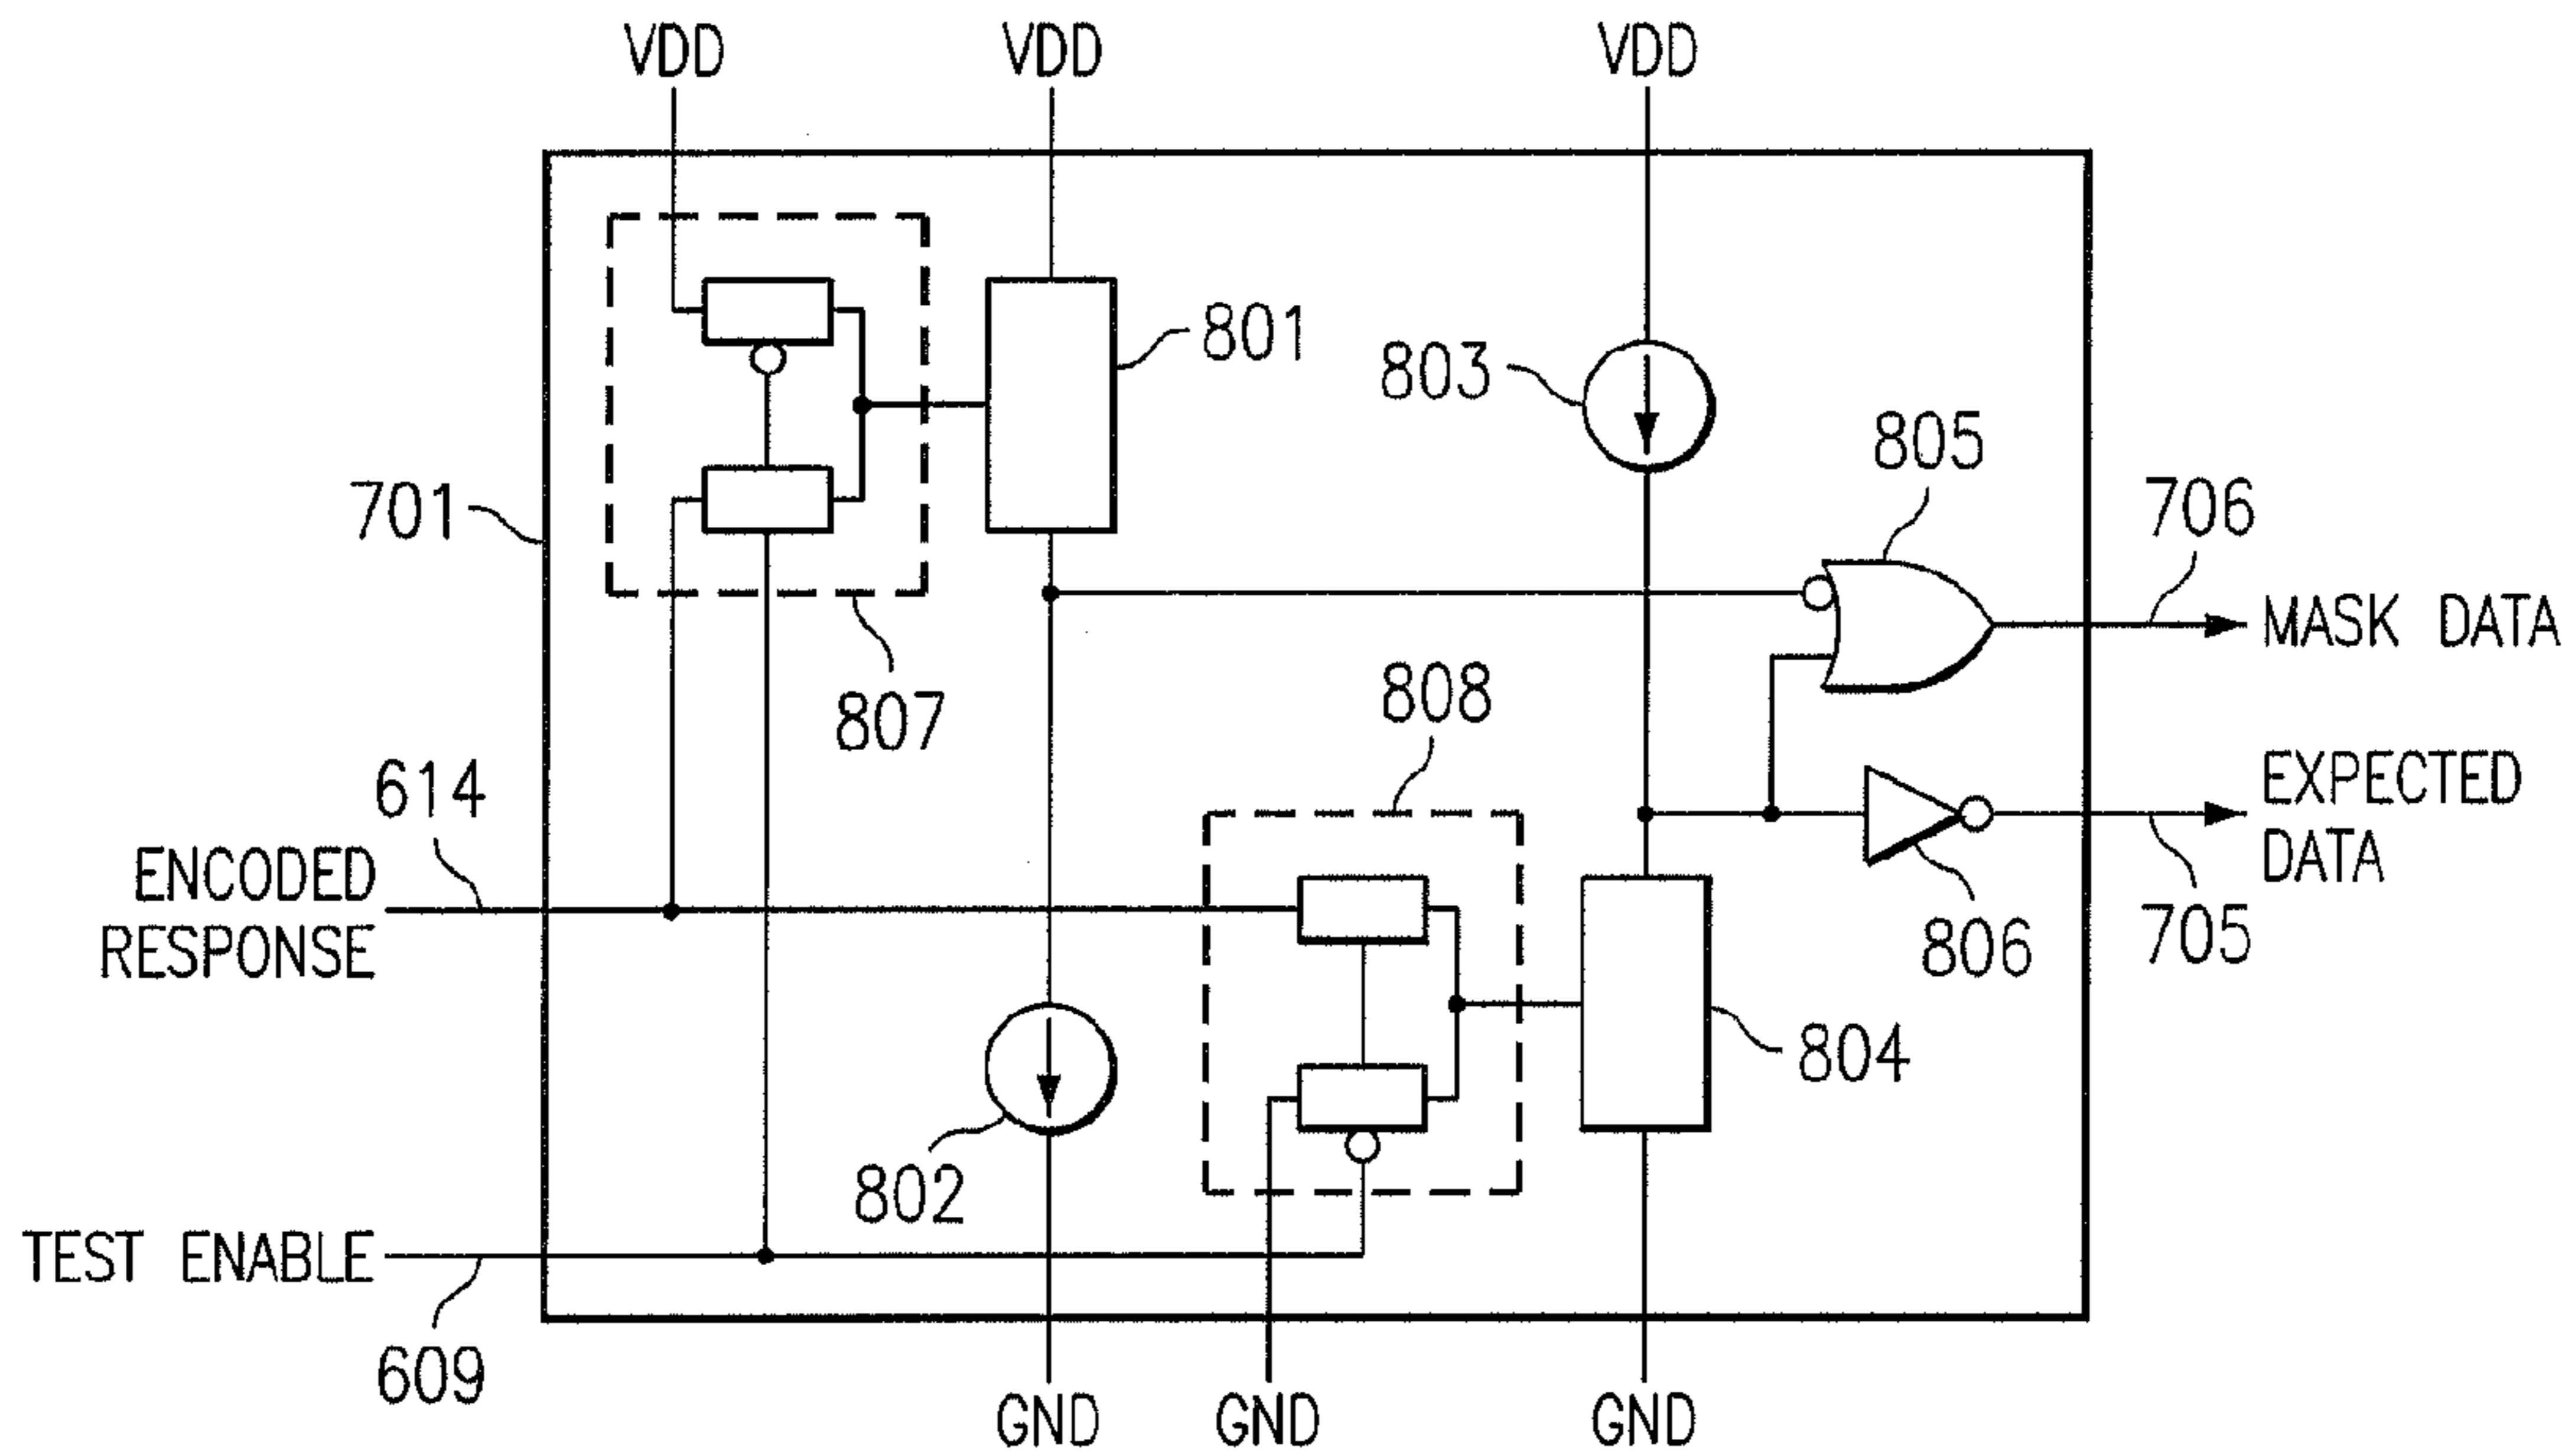 VDD
VDD
VDD
801
803
805
701
706
MASK DATA
807
808
614
ENCODED
RESPONSE
EXPECTED
DATA
806
705
804
802
TEST ENABLE
609
GND
GND
GND